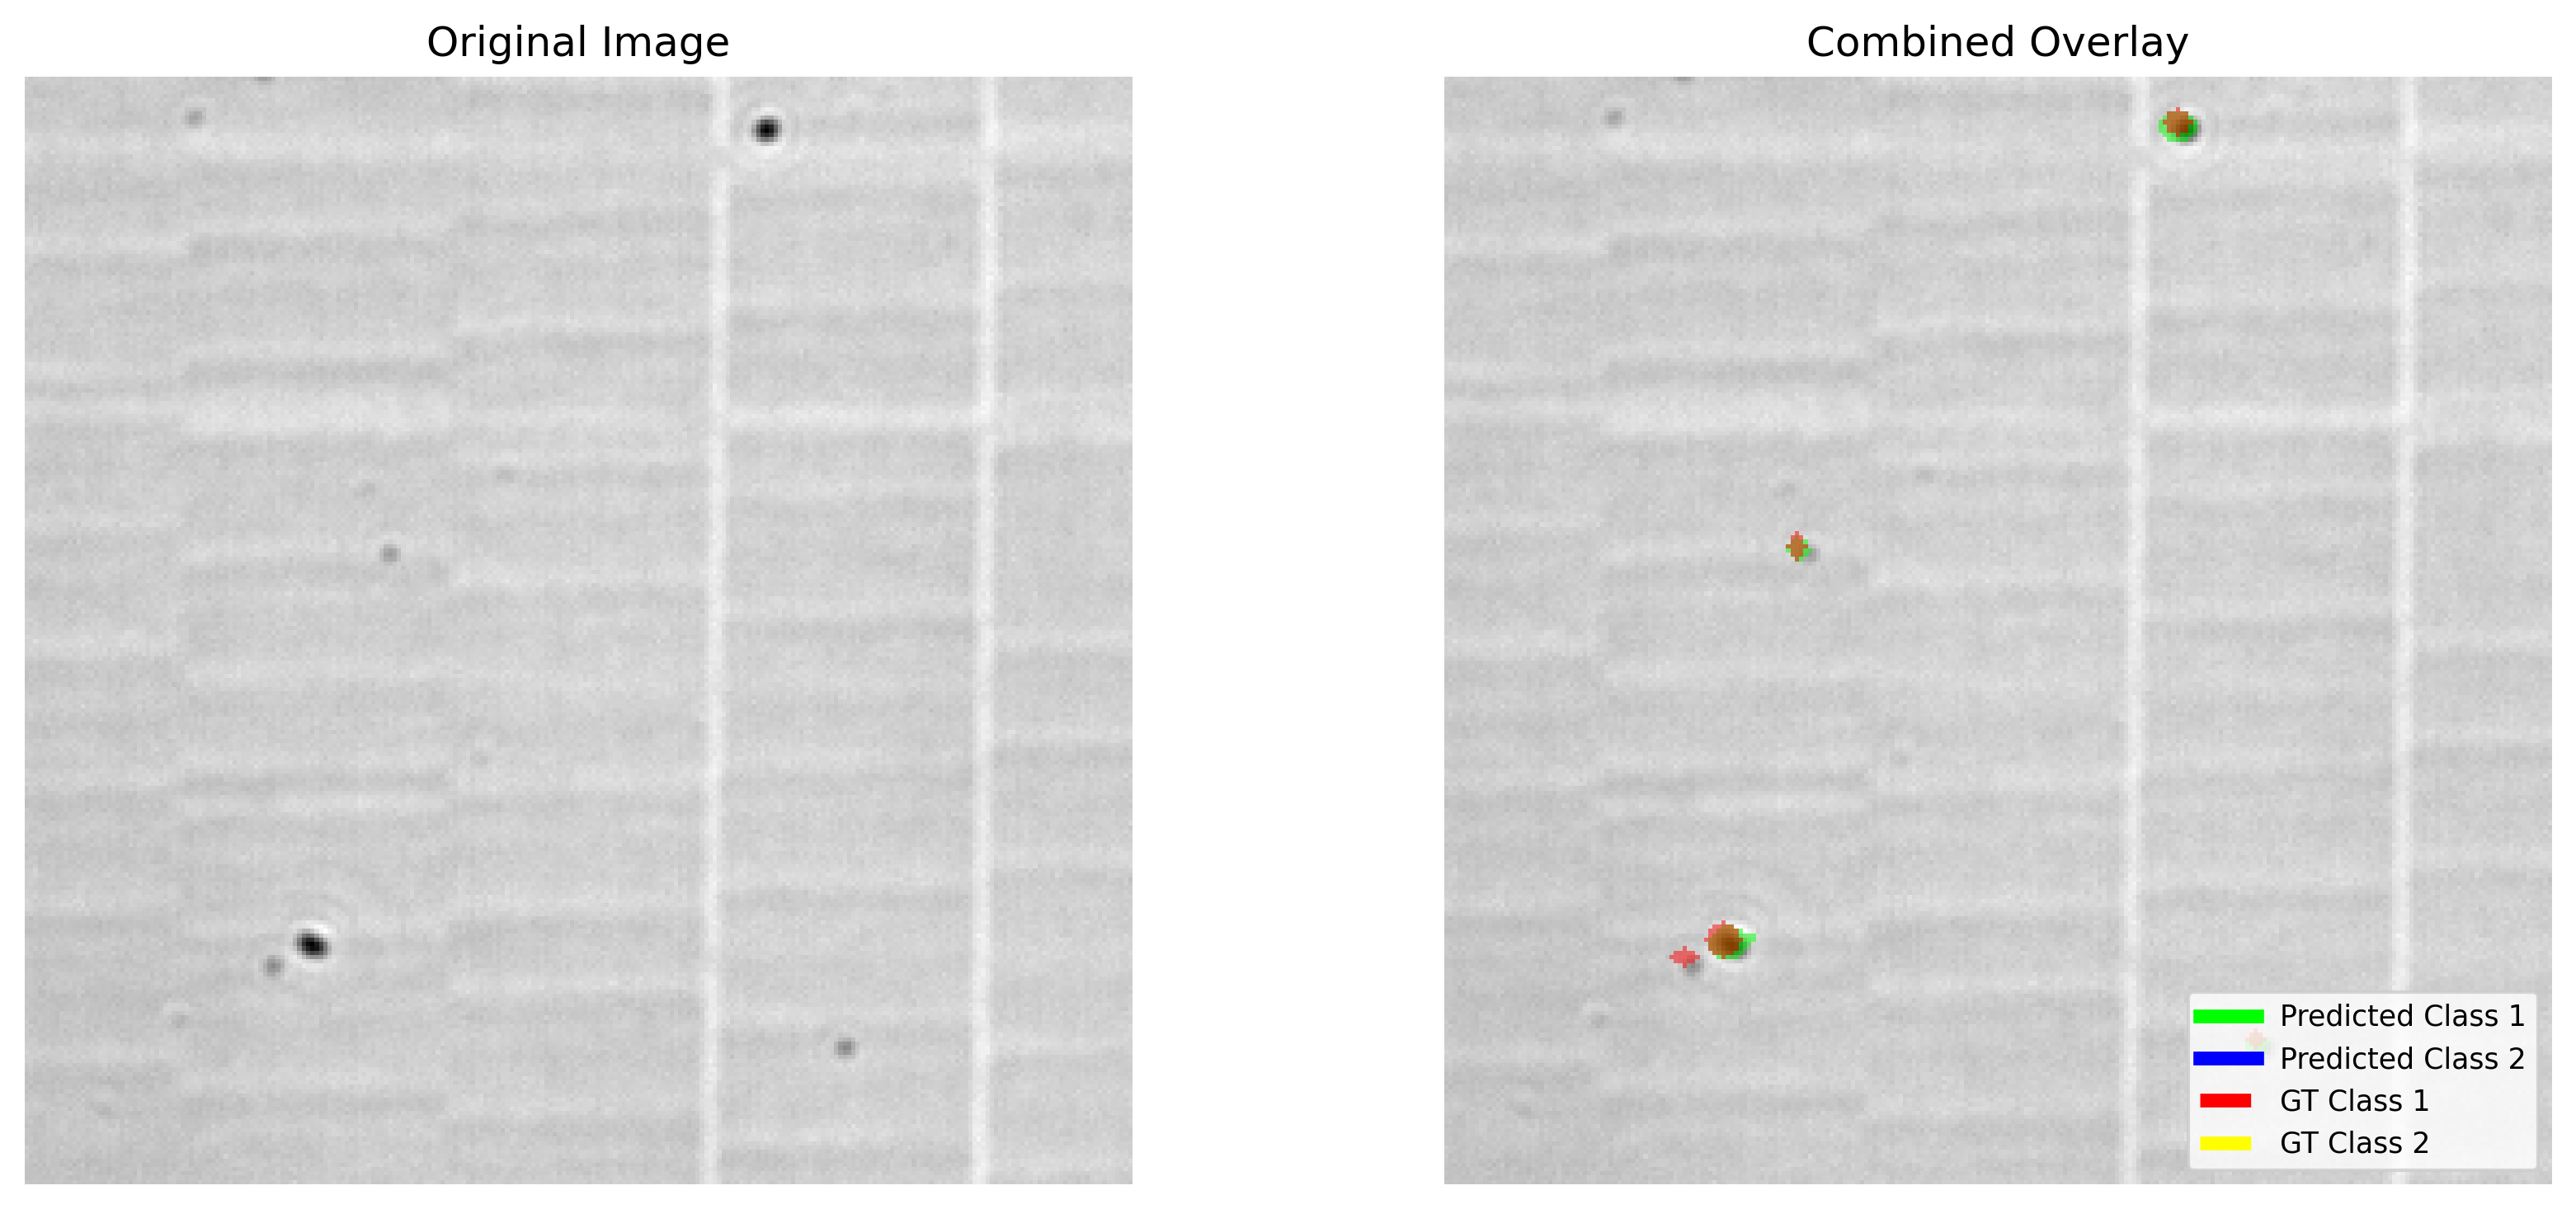 Original Image
Combined Overlay
Predicted Class 1
Predicted Class 2
GT Class 1
GT Class 2